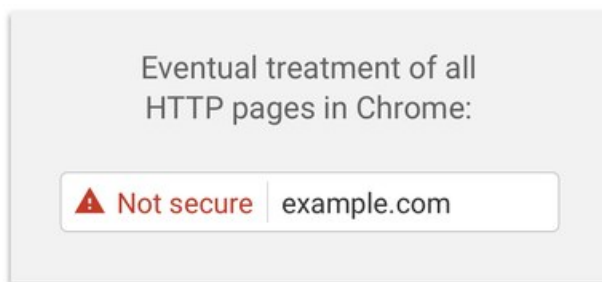 Eventual treatment of all
HTTP pages in Chrome:
Not secure example.com